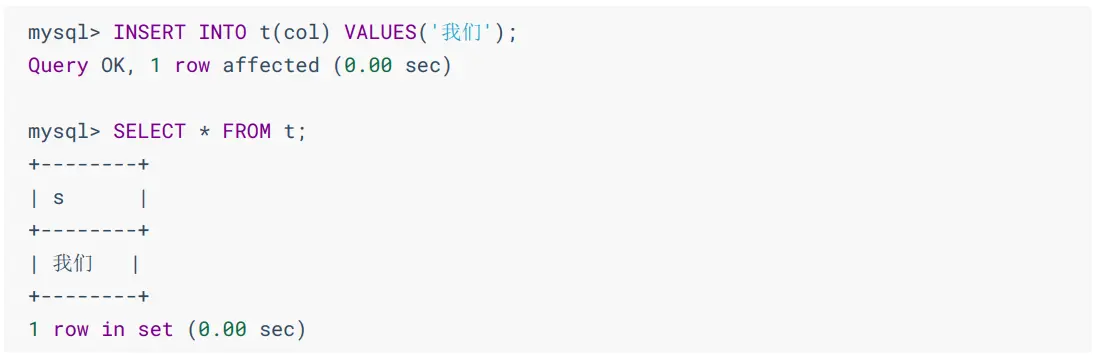 mysql> INSERT INTO t(col) VALUES('我们');
Query OK, 1 row affected (0.00 sec)
mysql> SELECT * FROM t;
+--------+
| s      |
+--------+
| 我们   |
+--------+
1 row in set (0.00 sec)